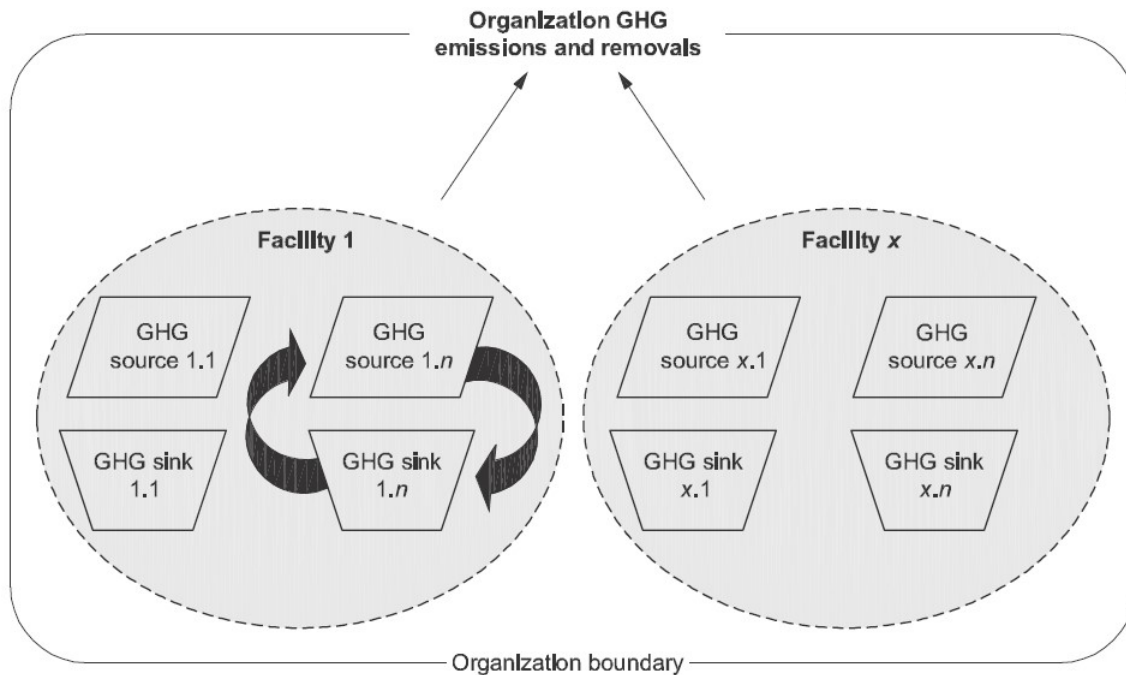 Organization GHG
emissions and removals
Facility 1
Facility x
GHG
source 1.1
GHG
source 1.n
GHG
source x.1
GHG
source x.n
GHG sink
1.1
GHG sink
1.n
GHG sink
x.1
GHG sink
x.n
Organization boundary